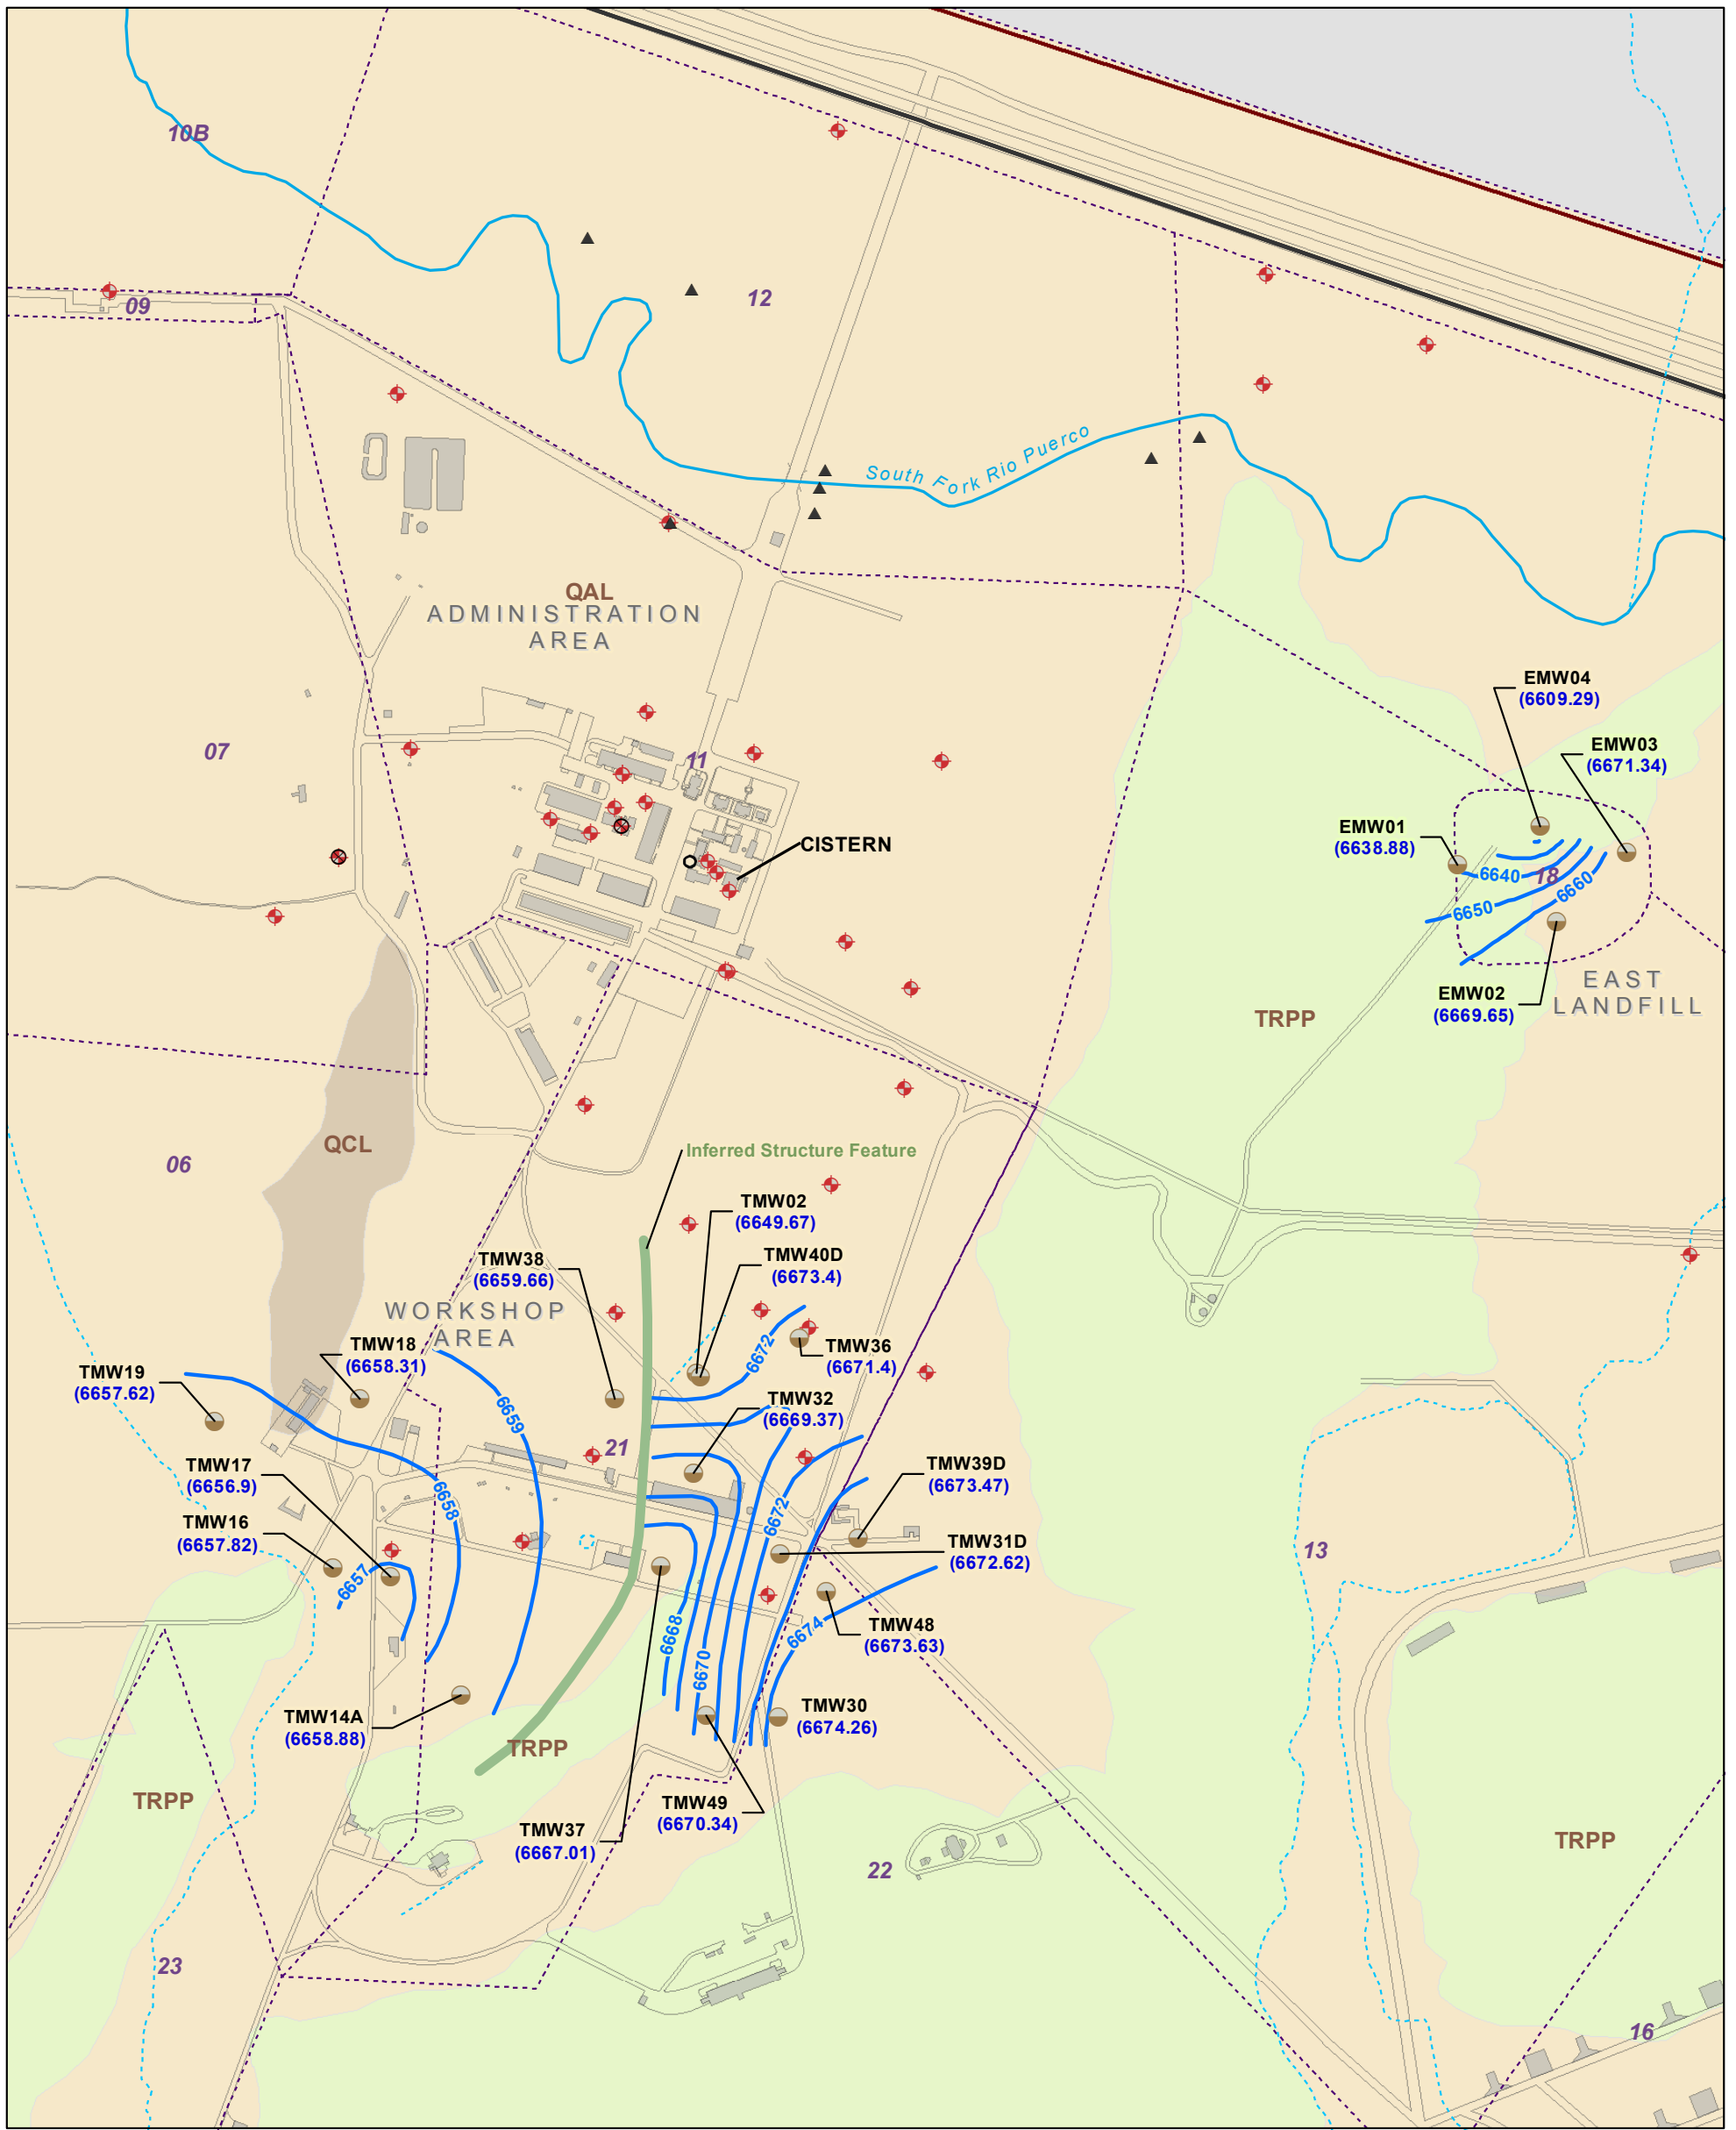 10B
12
09
South Fork Rio Puerco
QAL
ADMINISTRATION
AREA
EMW04
(6609.29)
EMW03
(6671.34)
07
11
EMW01
(6638.88)
CISTERN
6640
18
6660
6650
EAST
LANDFILL
EMW02
(6669.65)
TRPP
QCL
Inferred Structure Feature
06
TMW02
(6649.67)
TMW38
(6659.66)
TMW40D
(6673.4)
WORKSHOP
AREA
TMW18
(6658.31)
6672
TMW36
(6671.4)
TMW19
(6657.62)
TMW32
(6669.37)
6659
21
TMW17
(6656.9)
TMW39D
(6673.47)
6658
6672
TMW16
(6657.82)
TMW31D
(6672.62)
13
6657
6668
6674
TMW48
(6673.63)
6670
TMW14A
(6658.88)
TMW30
(6674.26)
TRPP
TRPP
TMW49
(6670.34)
TMW37
(6667.01)
TRPP
22
23
16